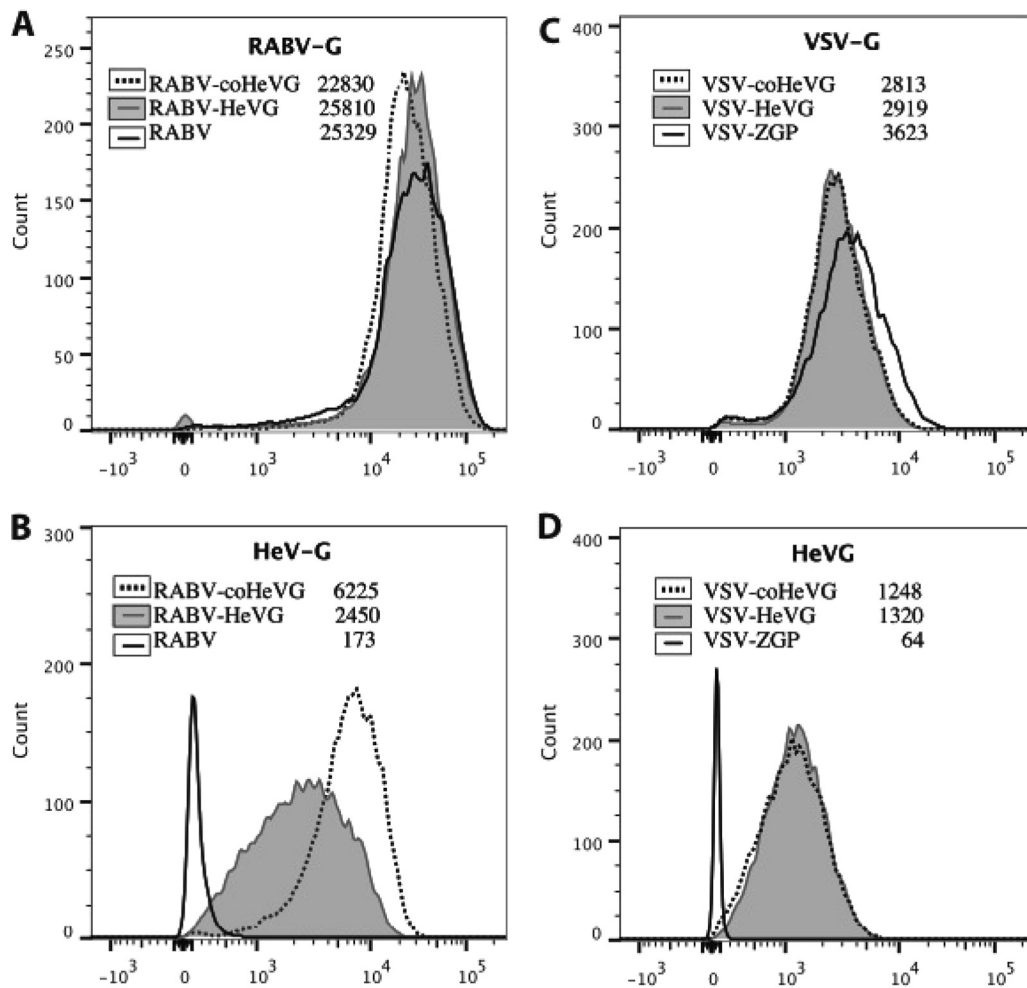 A
RABV-G
RABV-coHeVG 22830
RABV-HeVG 25810
RABV 25329
Count
250
200
150
100
50
0
-10³ 0 10³ 10⁴ 10⁵
C
VSV-G
VSV-coHeVG 2813
VSV-HeVG 2919
VSV-ZGP 3623
Count
400
300
200
100
0
-10³ 0 10³ 10⁴ 10⁵
B
HeV-G
RABV-coHeVG 6225
RABV-HeVG 2450
RABV 173
Count
300
200
100
0
-10³ 0 10³ 10⁴ 10⁵
D
HeVG
VSV-coHeVG 1248
VSV-HeVG 1320
VSV-ZGP 64
Count
400
300
200
100
0
-10³ 0 10³ 10⁴ 10⁵